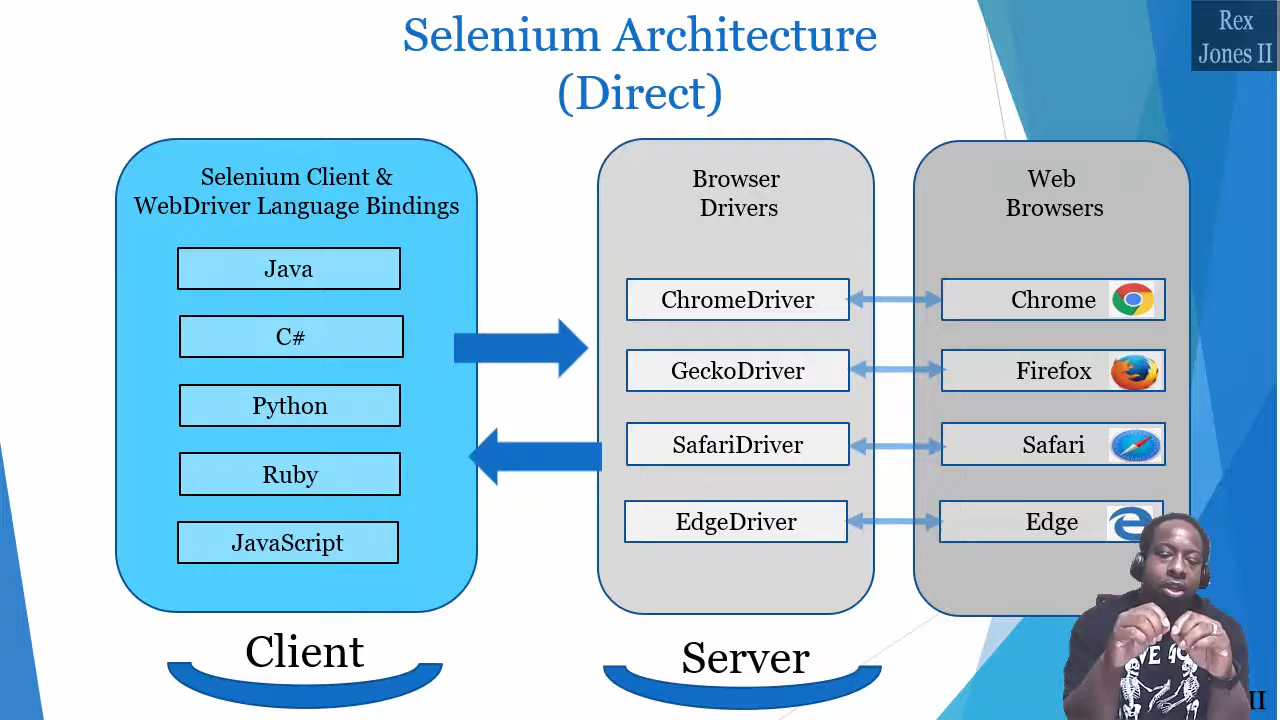 Selenium Architecture
(Direct)
Rex
Jones II
Selenium Client &
WebDriver Language Bindings
Java
C#
Python
Ruby
JavaScript
Client
Browser
Drivers
ChromeDriver
GeckoDriver
SafariDriver
EdgeDriver
Server
Web
Browsers
Chrome
Firefox
Safari
Edge
II